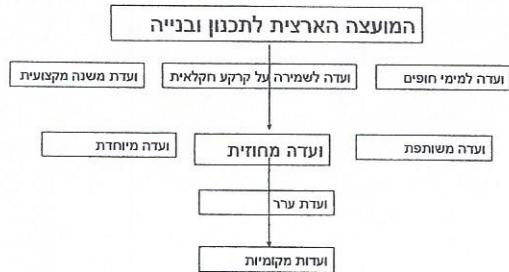 המועצה הארצית לתכנון ובנייה
ועדה למימי חופים
ועדה לשמירה על קרקע חקלאית
ועדת משנה מקצועית
ועדה משותפת
ועדה מחוזית
ועדה מיוחדת
ועדת ערר
ועדות מקומיות